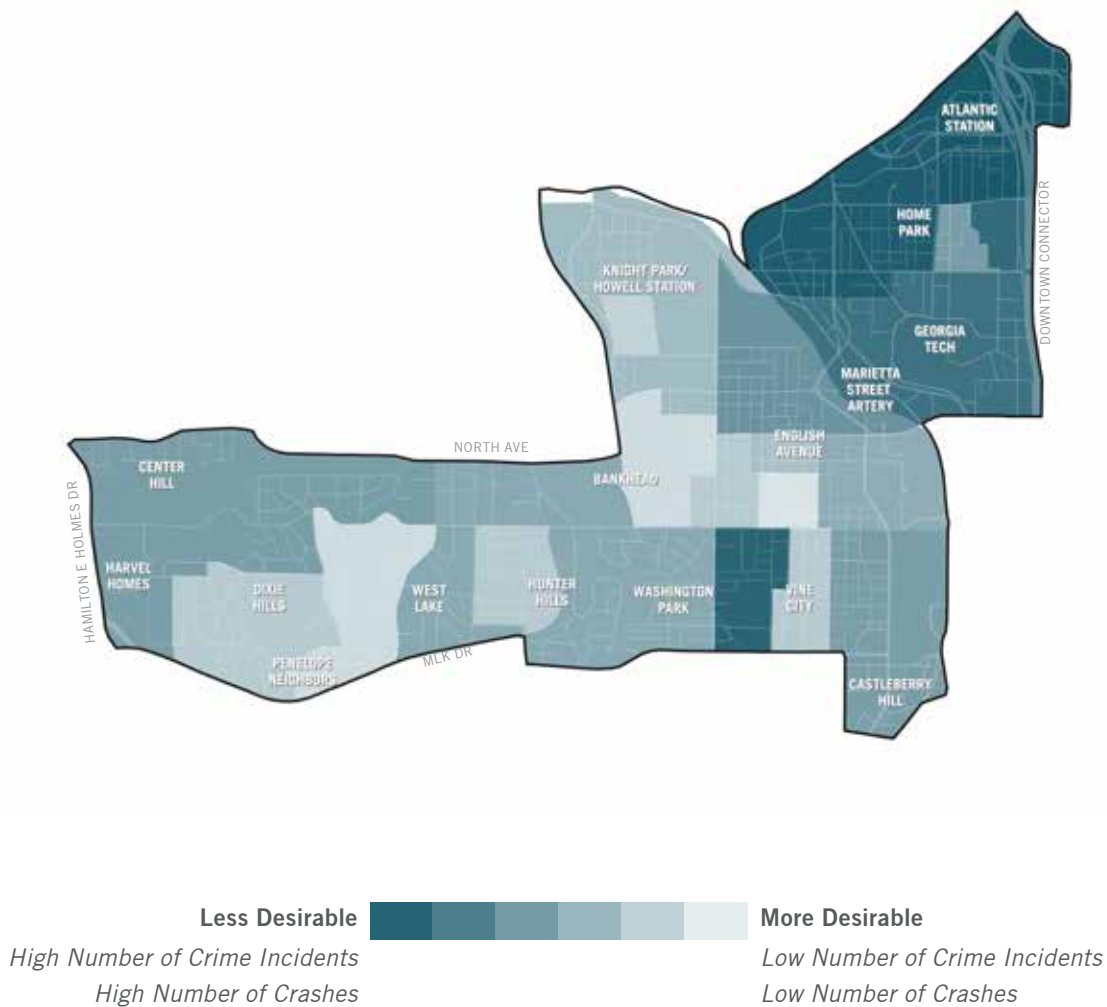 ATLANTIC
STATION
HOME
PARK
DOWNTOWN CONNECTOR
KNIGHT PARK/
HOWELL STATION
GEORGIA
TECH
MARIETTA
STREET
ARTERY
ENGLISH
AVENUE
NORTH AVE
BANKHEAD
CENTER
HILL
HAMILTON E HOLMES DR
HARVEL
HOMES
DIXIE
HILLS
WEST
LAKE
HUNTER
HILLS
WASHINGTON
PARK
VINE
CITY
MLK DR
PENELOPE
NEIGHBORS
CASTLEBERRY
HILL
Less Desirable
More Desirable
High Number of Crime Incidents
Low Number of Crime Incidents
High Number of Crashes
Low Number of Crashes